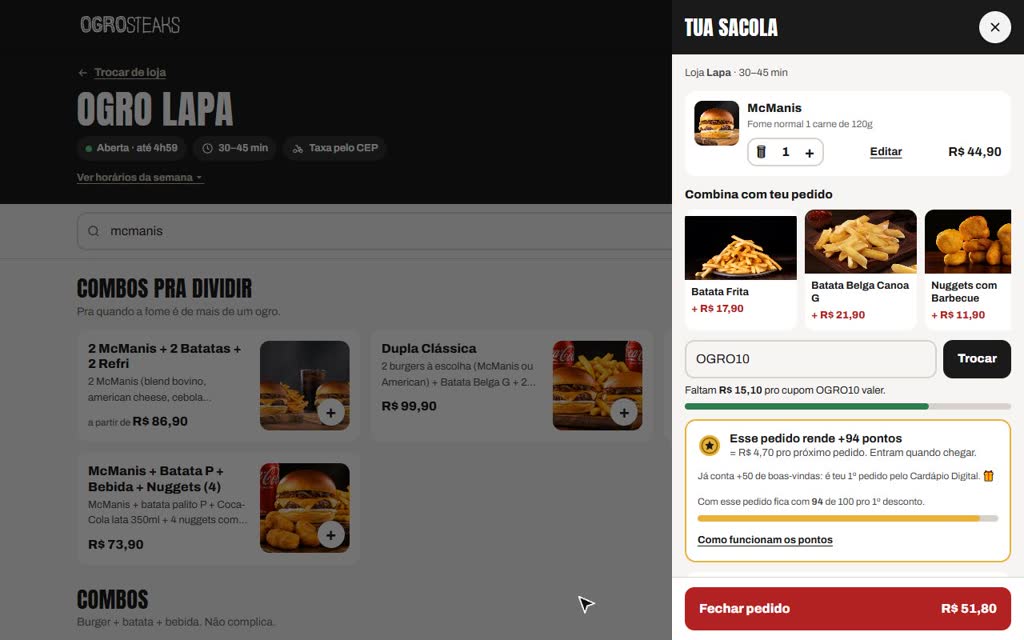 OGROSTEAKS
← Trocar de loja
OGRO LAPA
Aberta · até 4h59
30–45 min
Taxa pelo CEP
Ver horários da semana
mcmanis
COMBOS PRA DIVIDIR
Pra quando a fome é de mais de um ogro.
2 McManis + 2 Batatas +
2 Refri
2 McManis (blend bovino,
american cheese, cebola...
a partir de R$ 86,90
+
Dupla Clássica
2 burgers à escolha (McManis ou
American) + Batata Belga G + 2...
R$ 99,90
+
McManis + Batata P +
Bebida + Nuggets (4)
McManis + batata palito P + Coca-
Cola lata 350ml + 4 nuggets com...
R$ 73,90
+
COMBOS
Burger + batata + bebida. Não complica.
TUA SACOLA
×
Loja Lapa · 30–45 min
McManis
Fome normal 1 carne de 120g
1 +
Editar
R$ 44,90
Combina com teu pedido
Batata Frita
+ R$ 17,90
Batata Belga Canoa
G
+ R$ 21,90
Nuggets com
Barbecue
+ R$ 11,90
OGRO10
Trocar
Faltam R$ 15,10 pro cupom OGRO10 valer.
Esse pedido rende +94 pontos
= R$ 4,70 pro próximo pedido. Entram quando chegar.
Já conta +50 de boas-vindas: é teu 1º pedido pelo Cardápio Digital. 🎁
Com esse pedido fica com 94 de 100 pro 1º desconto.
Como funcionam os pontos
Fechar pedido
R$ 51,80